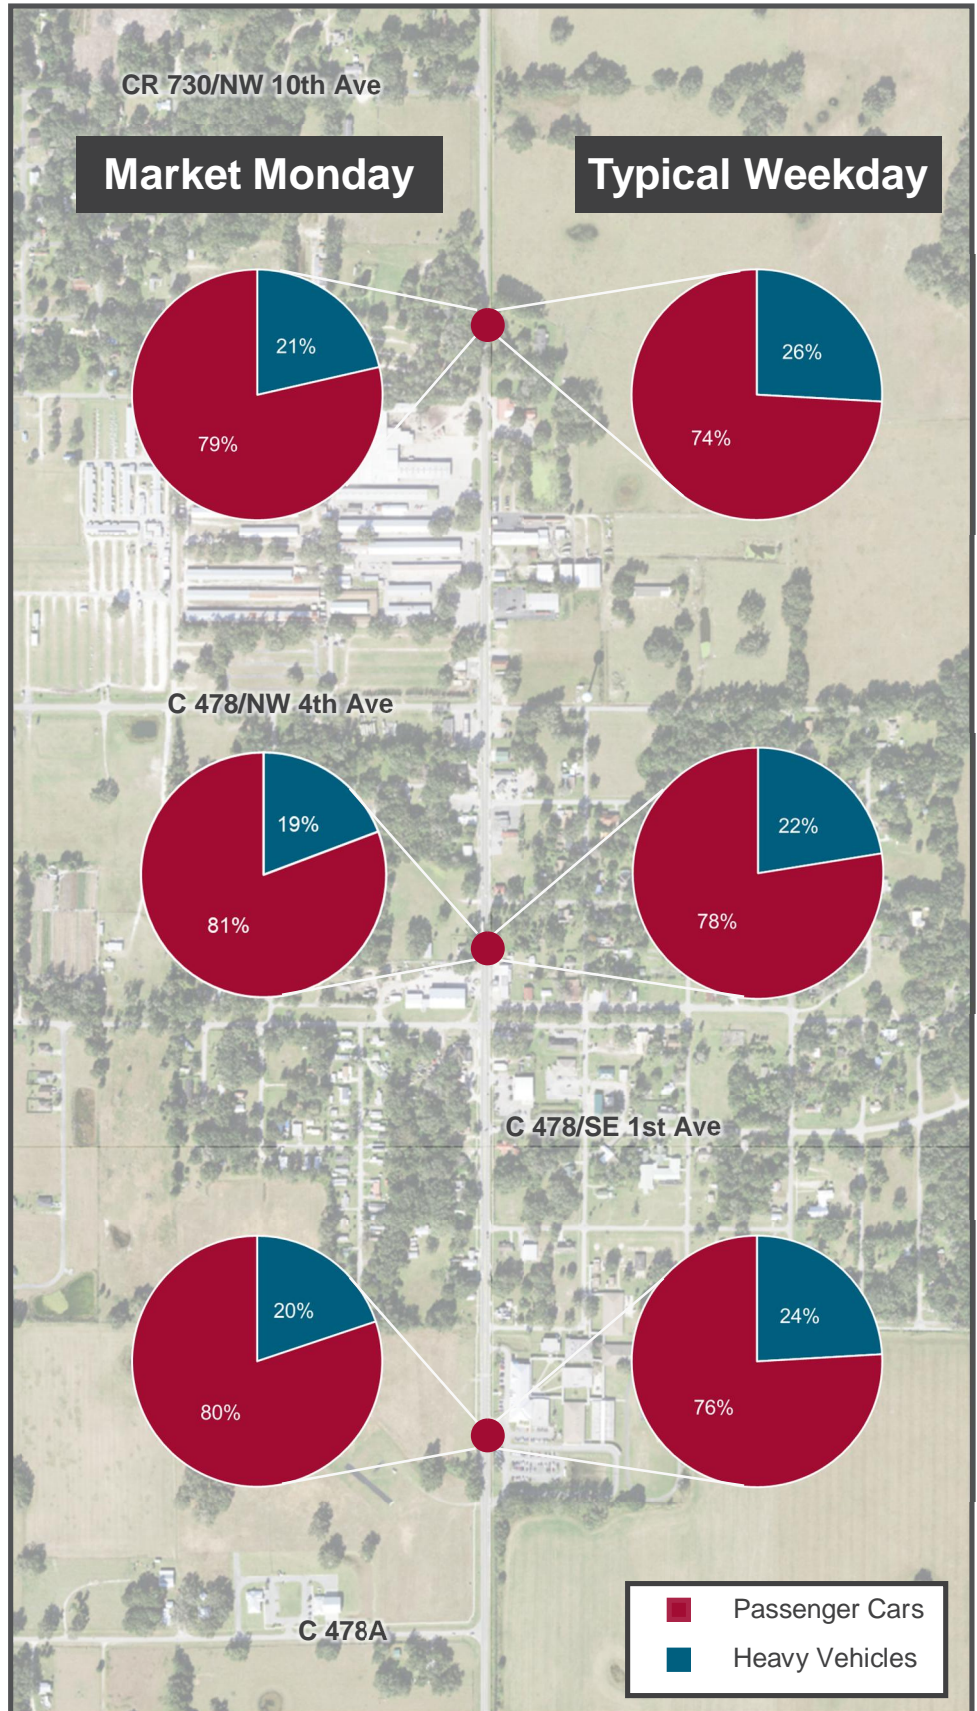 CR 730/NW 10th Ave
Market Monday
Typical Weekday
21%
79%
26%
74%
C 478/NW 4th Ave
19%
81%
22%
78%
C 478/SE 1st Ave
20%
80%
24%
76%
C 478A
Passenger Cars
Heavy Vehicles